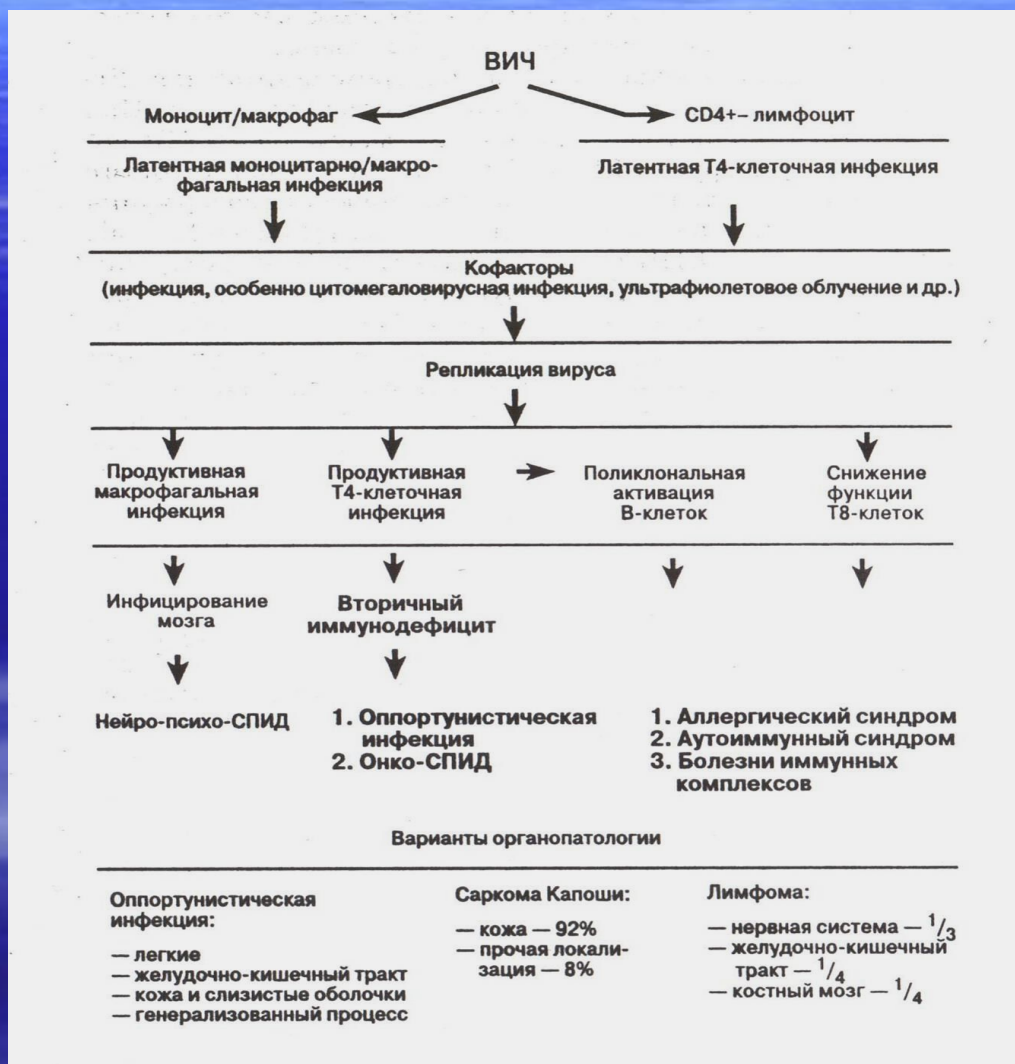 ВИЧ
Моноцит/макрофаг
CD4+– лимфоцит
Латентная моноцитарно/макро-
фагальная инфекция
Латентная Т4-клеточная инфекция
Кофакторы
(инфекция, особенно цитомегаловирусная инфекция, ультрафиолетовое облучение и др.)
Репликация вируса
Продуктивная
макрофагальная
инфекция
Продуктивная
Т4-клеточная
инфекция
Поликлональная
активация
В-клеток
Снижение
функции
Т8-клеток
Инфицирование
мозга
Вторичный
иммунодефицит
Нейро-психо-СПИД
1. Оппортунистическая
инфекция
2. Онко-СПИД
1. Аллергический синдром
2. Аутоиммунный синдром
3. Болезни иммунных
комплексов
Варианты органопатологии
Оппортунистическая
инфекция:
— легкие
— желудочно-кишечный тракт
— кожа и слизистые оболочки
— генерализованный процесс
Саркома Капоши:
— кожа — 92%
— прочая локали-
зация — 8%
Лимфома:
— нервная система — 1/3
— желудочно-кишечный
тракт — 1/4
— костный мозг — 1/4